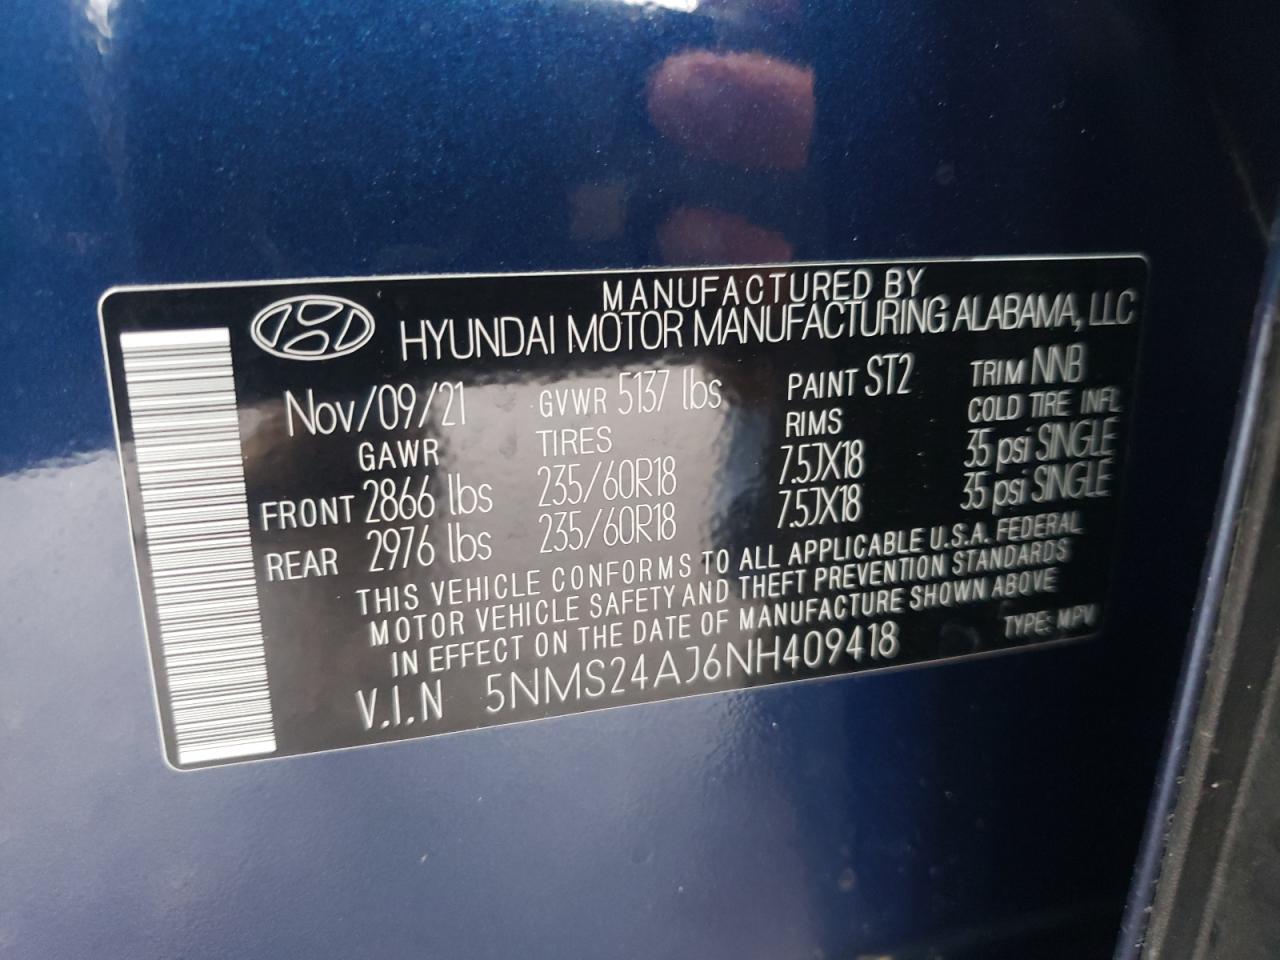 MANUFACTURED BY
HYUNDAI MOTOR MANUFACTURING ALABAMA, LLC
Nov/09/21 GVWR 5137 lbs PAINT ST2 TRIM NNB
GAWR TIRES RIMS COLD TIRE INFL
FRONT 2866 lbs 235/60R18 7.5JX18 35 psi SINGLE
REAR 2976 lbs 235/60R18 7.5JX18 35 psi SINGLE
THIS VEHICLE CONFORMS TO ALL APPLICABLE U.S.A. FEDERAL
MOTOR VEHICLE SAFETY AND THEFT PREVENTION STANDARDS
IN EFFECT ON THE DATE OF MANUFACTURE SHOWN ABOVE
V.I.N 5NMS24AJ6NH409418 TYPE: MPV